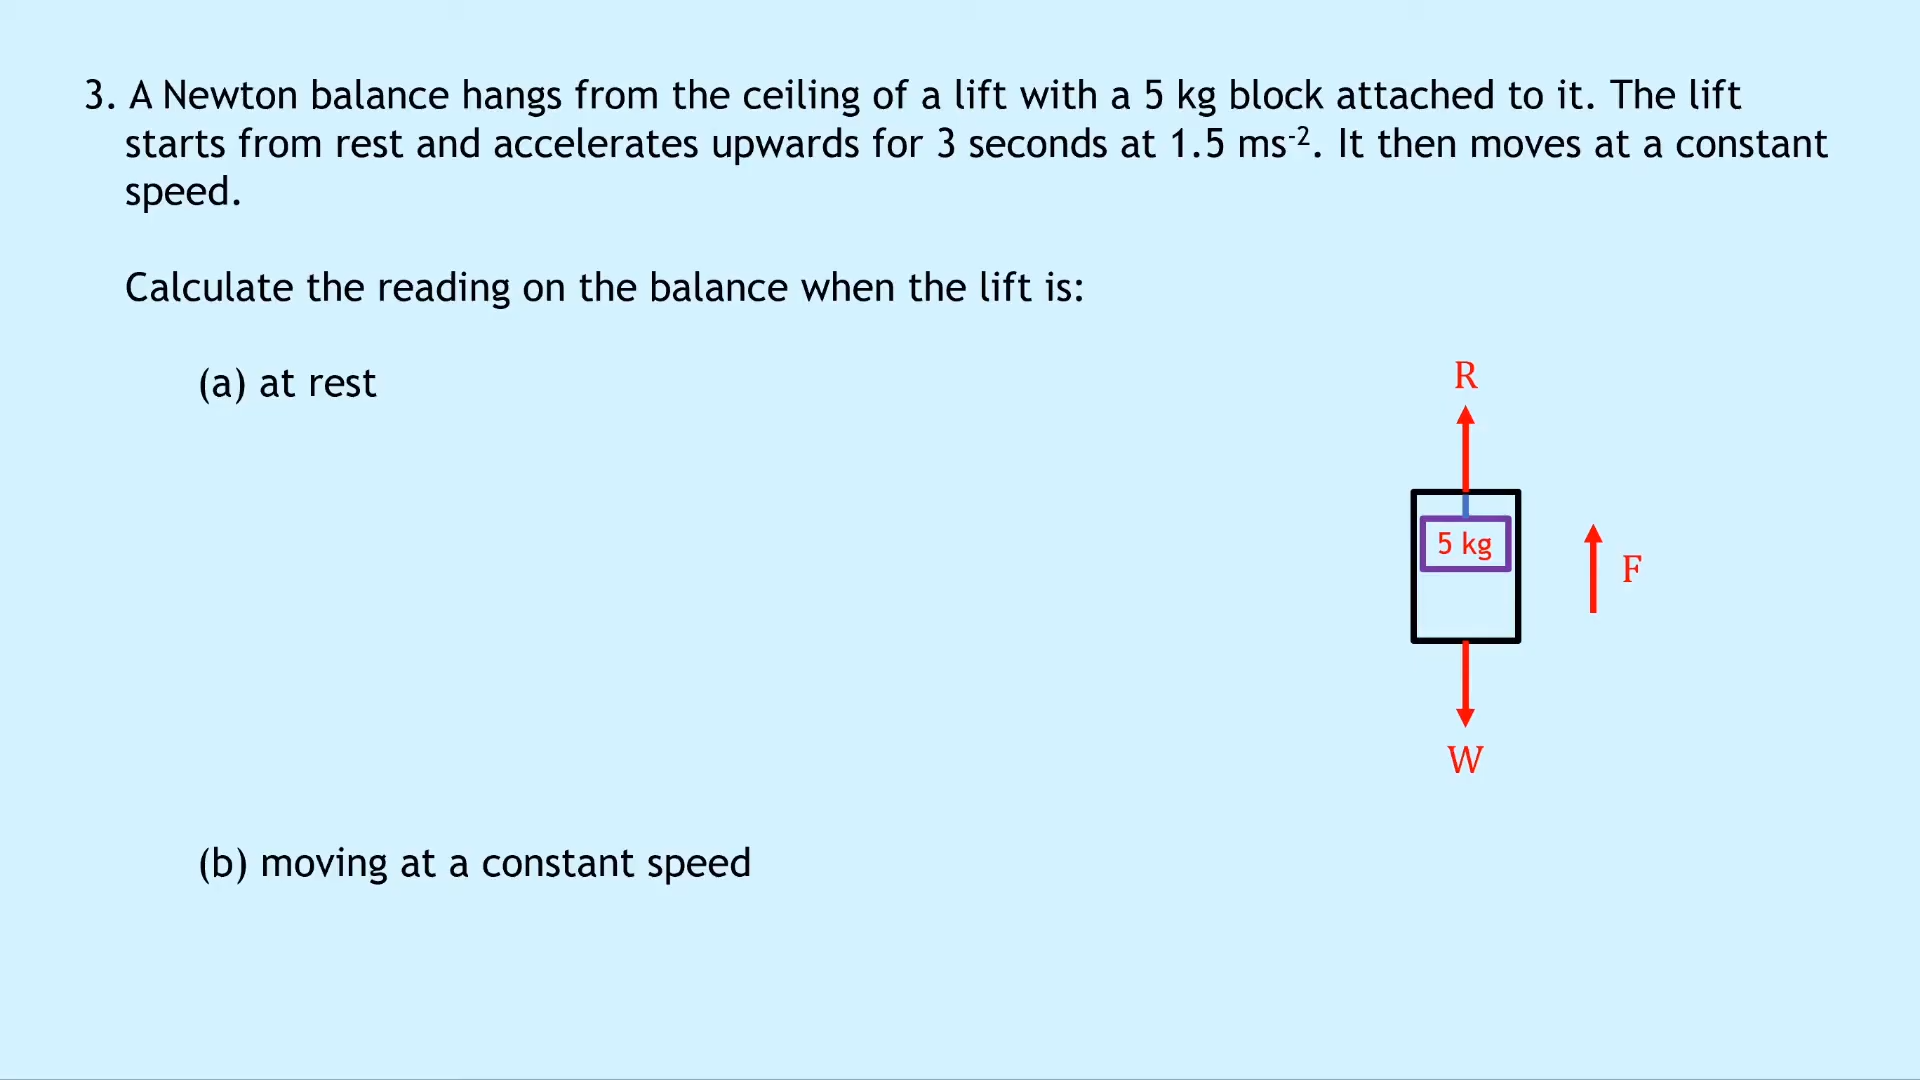 3. A Newton balance hangs from the ceiling of a lift with a 5 kg block attached to it. The lift
starts from rest and accelerates upwards for 3 seconds at 1.5 ms⁻². It then moves at a constant
speed.
Calculate the reading on the balance when the lift is:
(a) at rest
R
5 kg
F
W
(b) moving at a constant speed